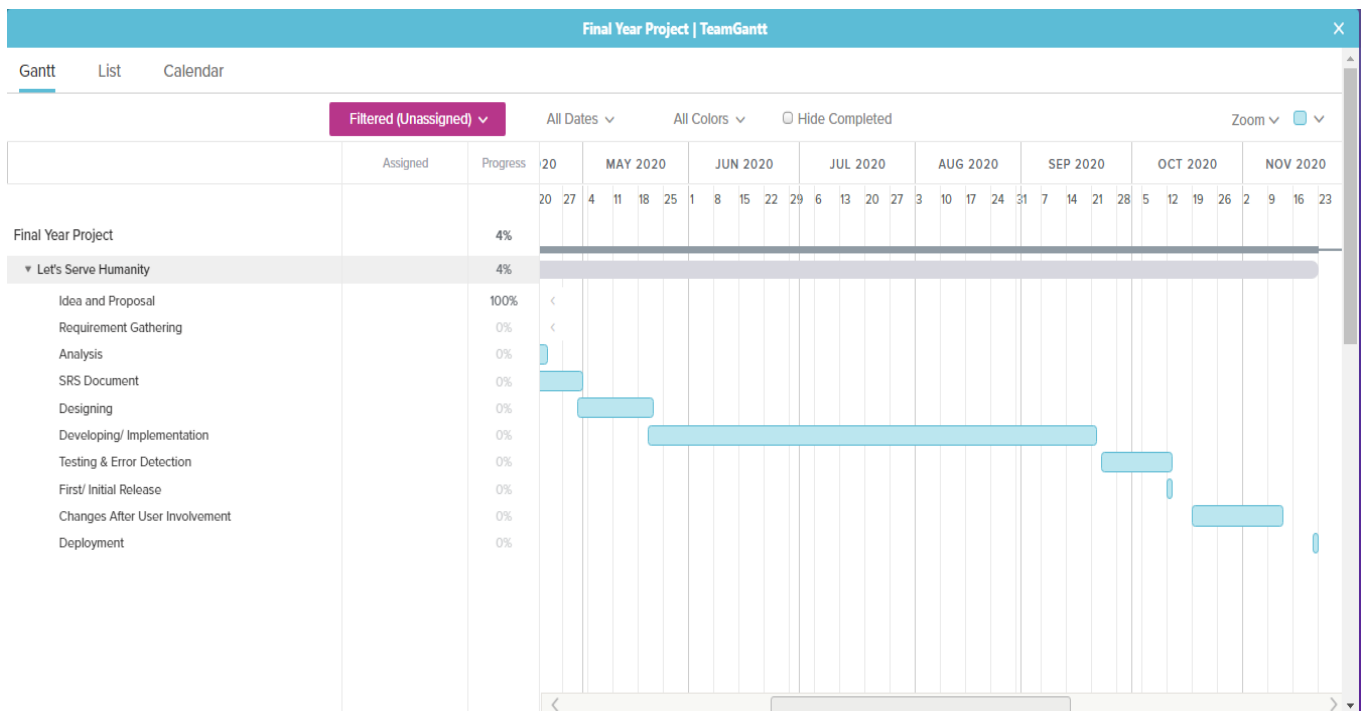 Final Year Project | TeamGantt X
Gantt List Calendar
Filtered (Unassigned) All Dates All Colors Hide Completed Zoom
Assigned Progress 20 MAY 2020 JUN 2020 JUL 2020 AUG 2020 SEP 2020 OCT 2020 NOV 2020
20 27 4 11 18 25 1 8 15 22 29 6 13 20 27 3 10 17 24 31 7 14 21 28 5 12 19 26 2 9 16 23
Final Year Project 4%
Let's Serve Humanity 4%
Idea and Proposal 100%
Requirement Gathering 0%
Analysis 0%
SRS Document 0%
Designing 0%
Developing/ Implementation 0%
Testing & Error Detection 0%
First/ Initial Release 0%
Changes After User Involvement 0%
Deployment 0%